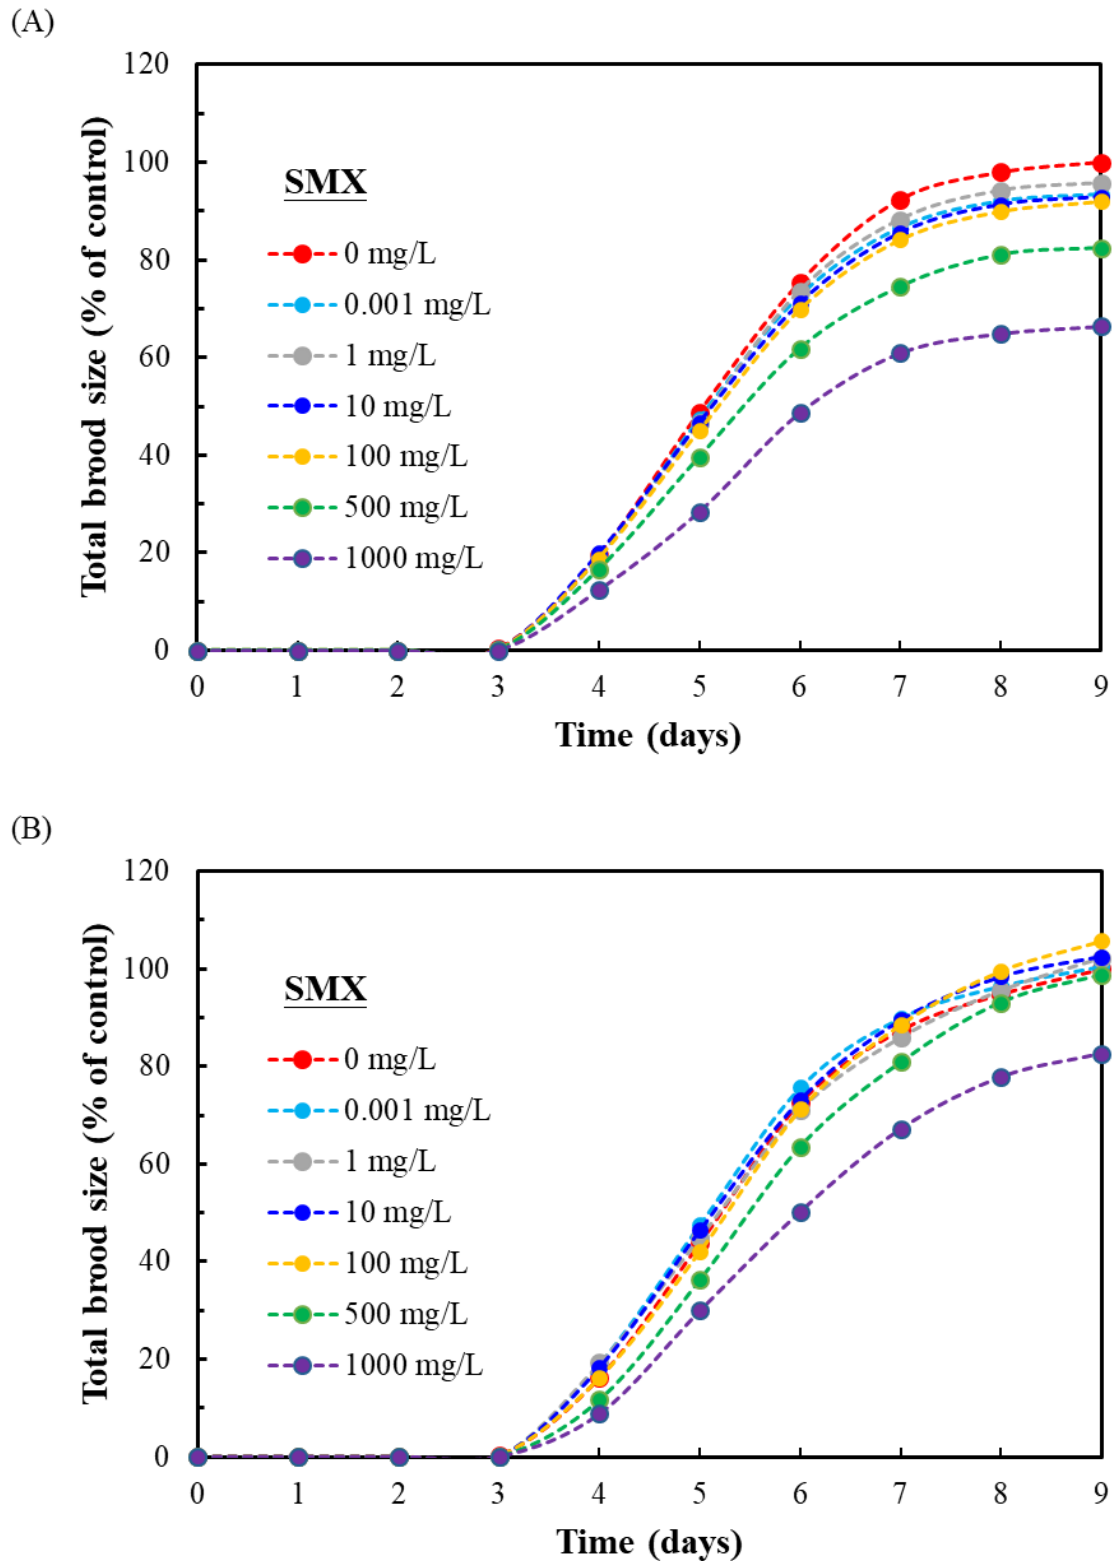 (A)
Total brood size (% of control)
120
100
80
60
40
20
0
SMX
0 mg/L
0.001 mg/L
1 mg/L
10 mg/L
100 mg/L
500 mg/L
1000 mg/L
0 1 2 3 4 5 6 7 8 9
Time (days)
(B)
Total brood size (% of control)
120
100
80
60
40
20
0
SMX
0 mg/L
0.001 mg/L
1 mg/L
10 mg/L
100 mg/L
500 mg/L
1000 mg/L
0 1 2 3 4 5 6 7 8 9
Time (days)